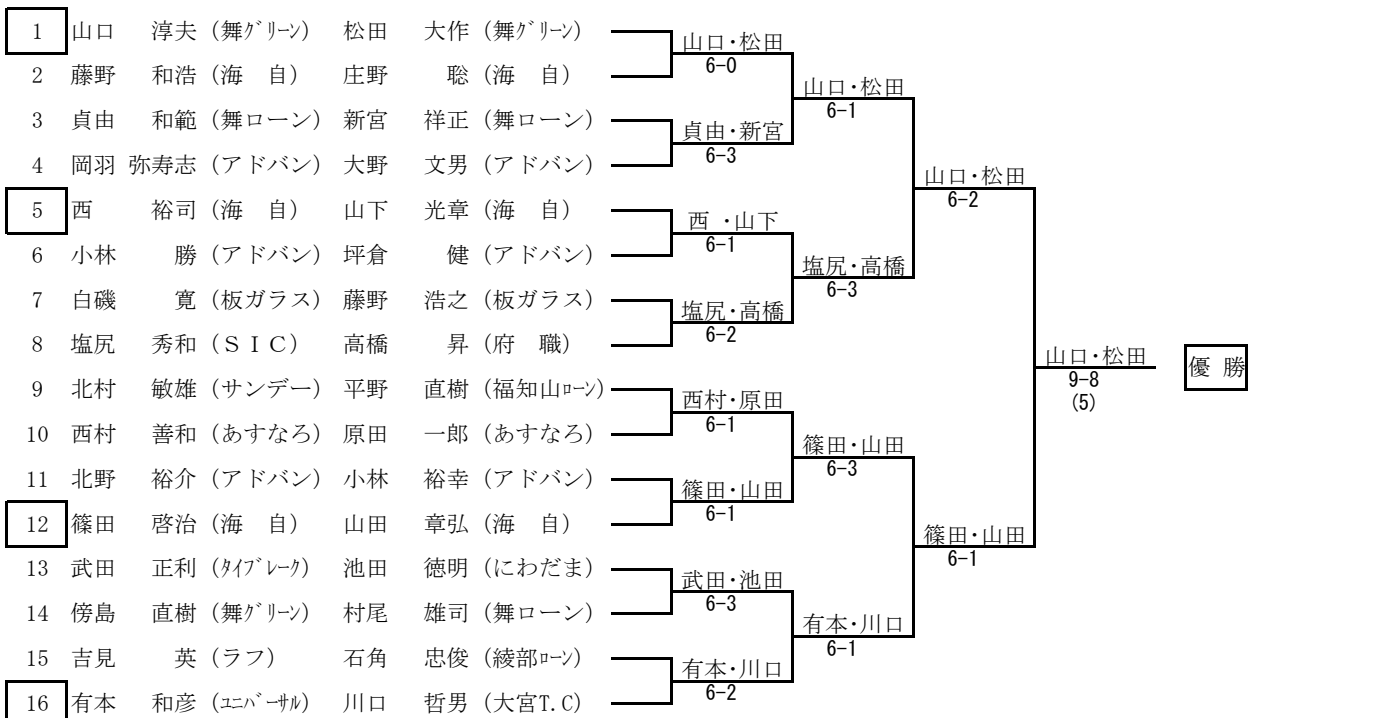 1 山口 淳夫 (舞グリーン) 松田 大作 (舞グリーン)
2 藤野 和浩 (海 自) 庄野 聡 (海 自)
3 貞由 和範 (舞ローン) 新宮 祥正 (舞ローン)
4 岡羽 弥寿志 (アドバン) 大野 文男 (アドバン)
5 西 裕司 (海 自) 山下 光章 (海 自)
6 小林 勝 (アドバン) 坪倉 健 (アドバン)
7 白磯 寛 (板ガラス) 藤野 浩之 (板ガラス)
8 塩尻 秀和 (ＳＩＣ) 高橋 昇 (府 職)
9 北村 敏雄 (サンデー) 平野 直樹 (福知山ローン)
10 西村 善和 (あすなろ) 原田 一郎 (あすなろ)
11 北野 裕介 (アドバン) 小林 裕幸 (アドバン)
12 篠田 啓治 (海 自) 山田 章弘 (海 自)
13 武田 正利 (タイブレーク) 池田 徳明 (にわだま)
14 傍島 直樹 (舞グリーン) 村尾 雄司 (舞ローン)
15 吉見 英 (ラフ) 石角 忠俊 (綾部ローン)
16 有本 和彦 (ユニバーサル) 川口 哲男 (大宮T.C)
山口・松田
6-0
貞由・新宮
6-3
西 ・山下
6-1
塩尻・高橋
6-2
西村・原田
6-1
篠田・山田
6-1
武田・池田
6-3
有本・川口
6-2
山口・松田
6-1
塩尻・高橋
6-3
篠田・山田
6-3
有本・川口
6-1
山口・松田
6-2
篠田・山田
6-1
山口・松田
9-8
(5)
優 勝